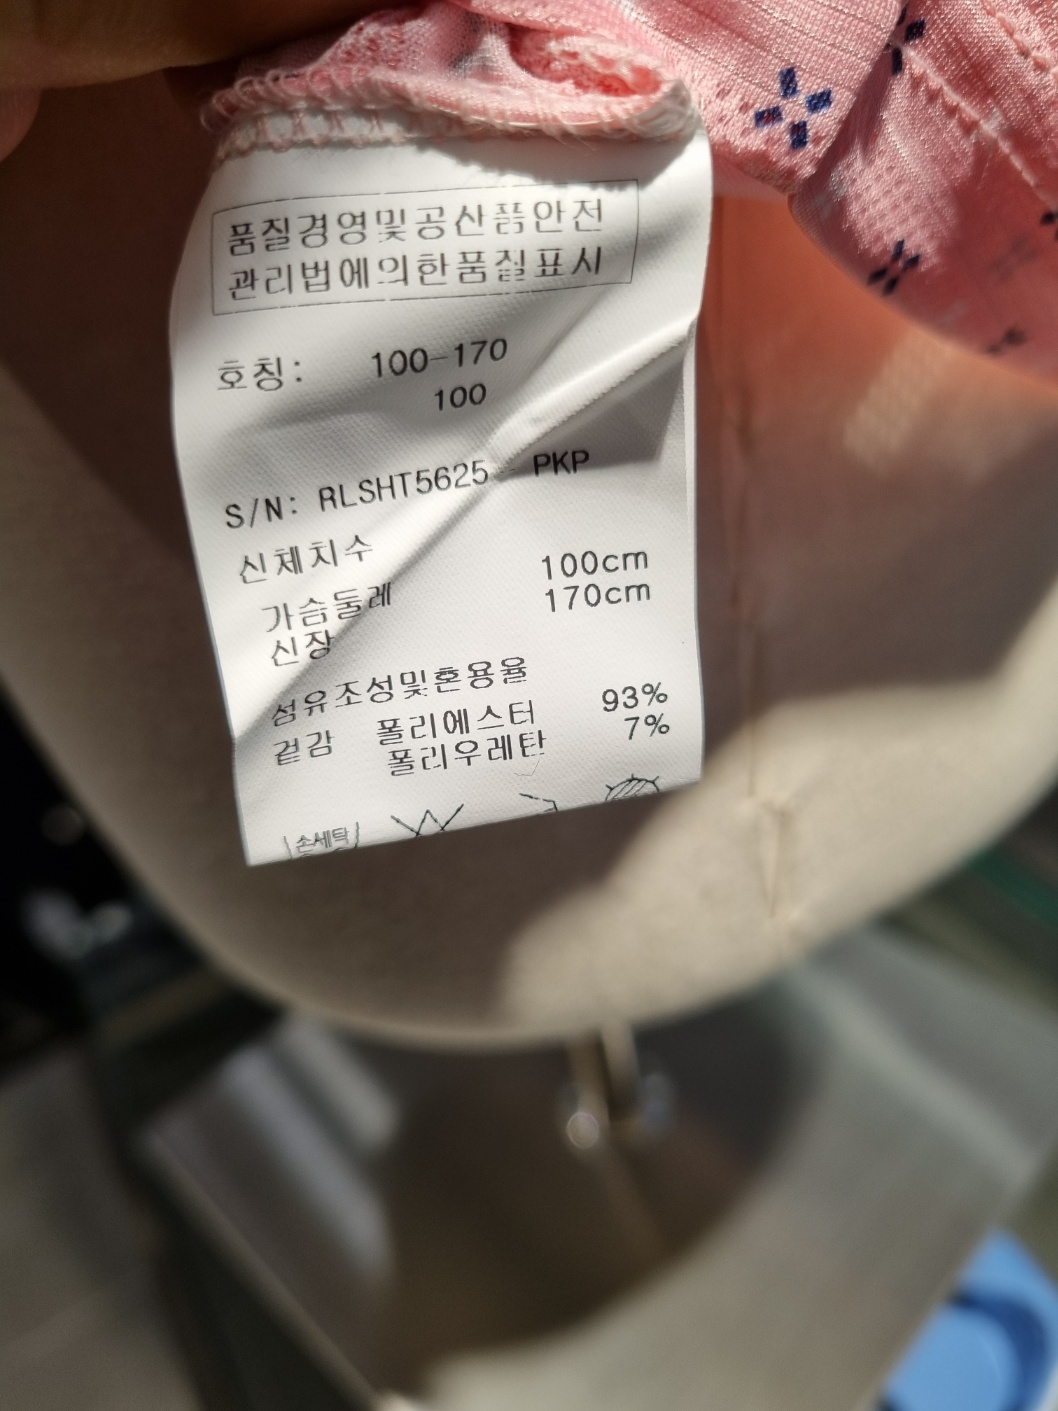 품질경영및공산품안전
관리법에의한품질표시
호칭: 100-170
100
S/N: RLSHT5625 - PKP
신체치수
가슴둘레 100cm
신장 170cm
섬유조성및혼용율
겉감 폴리에스터 93%
폴리우레탄 7%
손세탁